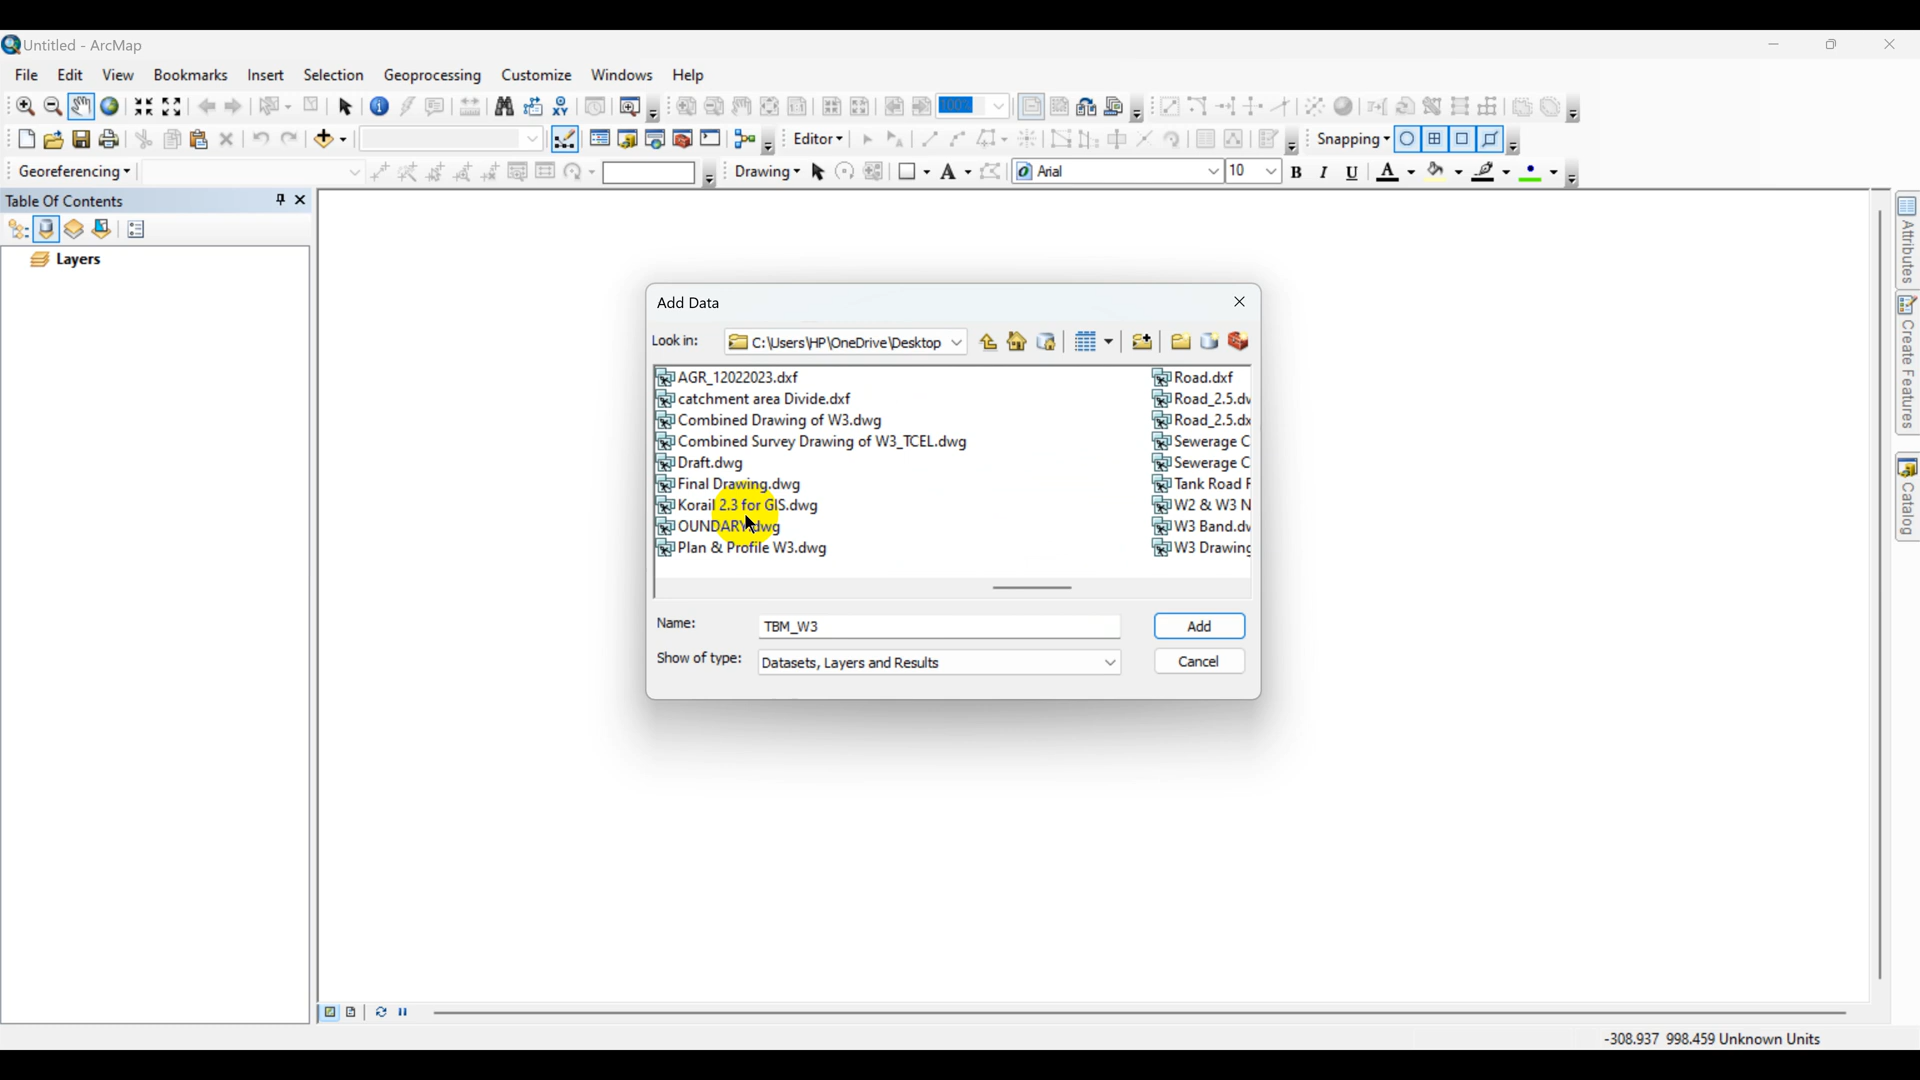 Untitled - ArcMap
File Edit View Bookmarks Insert Selection Geoprocessing Customize Windows Help
100%
Editor Snapping
Georeferencing Drawing Arial 10 B I U A
Table Of Contents
Layers
Add Data
Look in: C:\Users\HP\OneDrive\Desktop
AGR_12022023.dxf
catchment area Divide.dxf
Combined Drawing of W3.dwg
Combined Survey Drawing of W3_TCEL.dwg
Draft.dwg
Final Drawing.dwg
Korail 2.3 for GIS.dwg
OUNDARY.dwg
Plan & Profile W3.dwg
Road.dxf
Road_2.5.dw
Road_2.5.dx
Sewerage C
Sewerage C
Tank Road
W2 & W3 N
W3 Band.dw
W3 Drawing
Name: TBM_W3
Add
Show of type: Datasets, Layers and Results
Cancel
Attributes
Create Features
Catalog
-308.937 998.459 Unknown Units